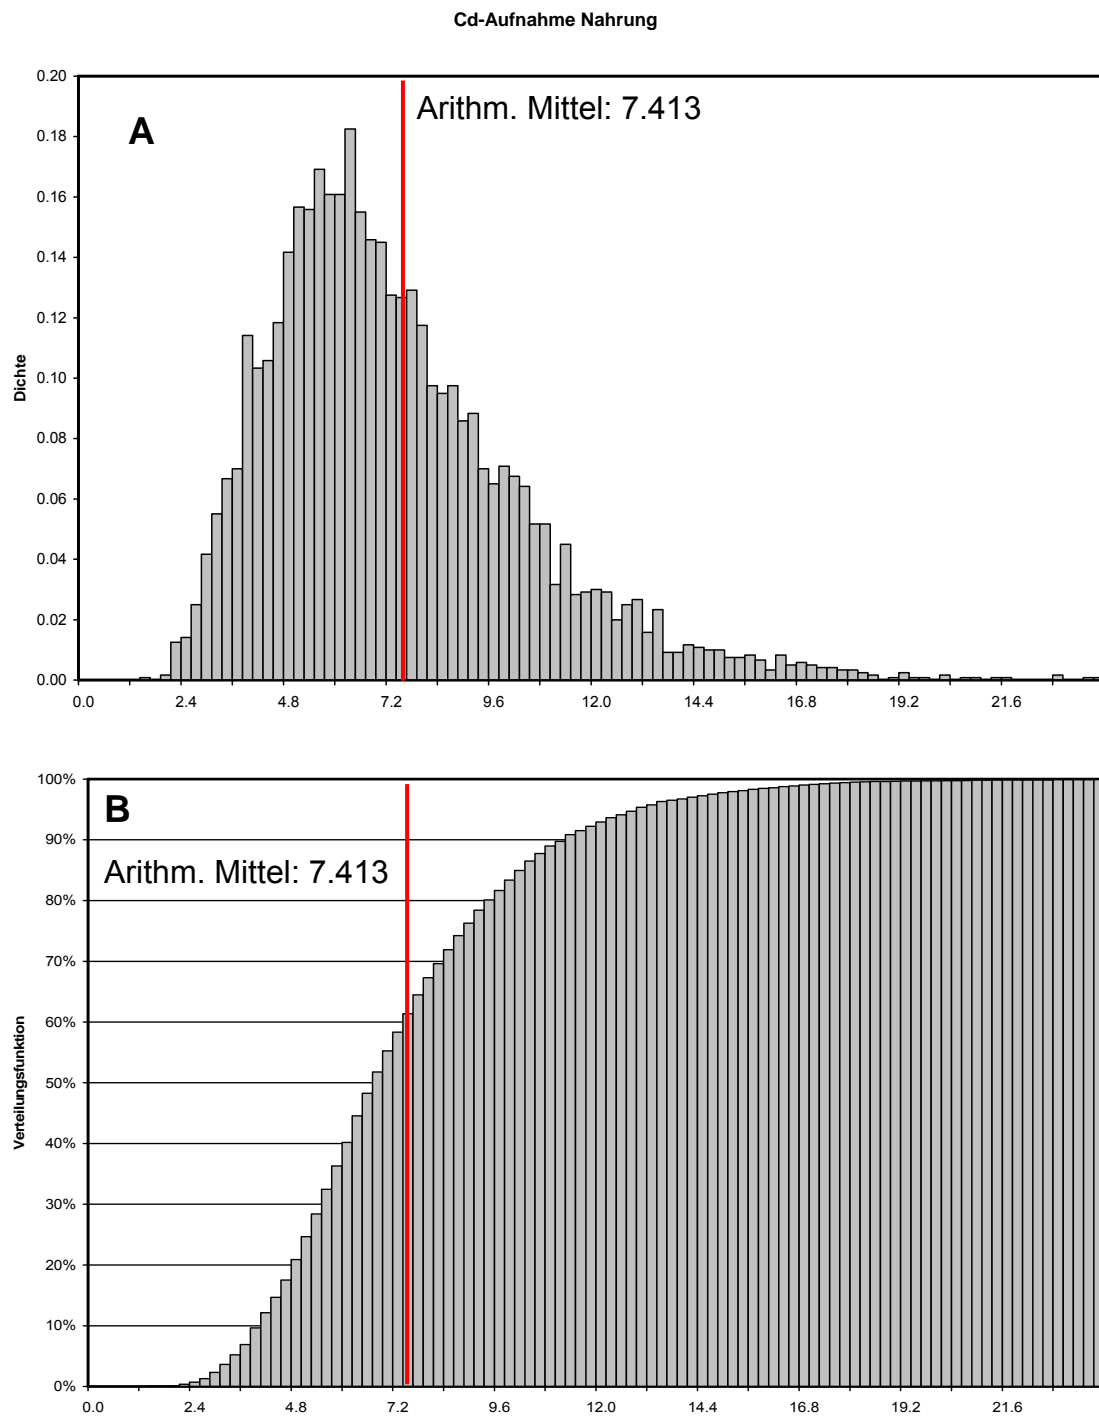 Cd-Aufnahme Nahrung
0.20
Arithm. Mittel: 7.413
A
0.18
0.16
0.14
0.12
0.10
Dichte
0.08
0.06
0.04
0.02
0.00
0.0 2.4 4.8 7.2 9.6 12.0 14.4 16.8 19.2 21.6
100%
B
90%
Arithm. Mittel: 7.413
80%
70%
60%
Verteilungsfunktion
50%
40%
30%
20%
10%
0%
0.0 2.4 4.8 7.2 9.6 12.0 14.4 16.8 19.2 21.6